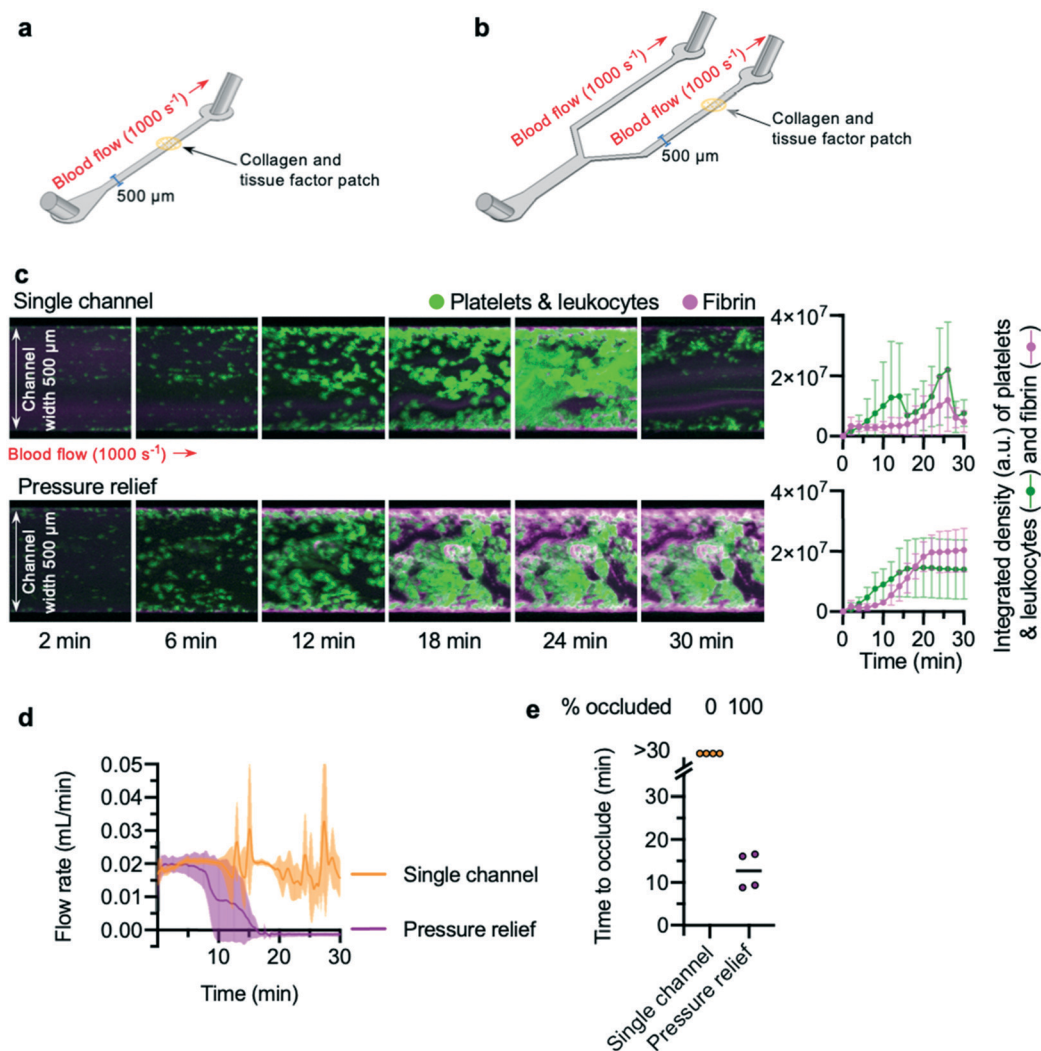 a
Blood flow (1000 s⁻¹) →
500 µm
Collagen and
tissue factor patch
b
Blood flow (1000 s⁻¹) →
Blood flow (1000 s⁻¹) →
500 µm
Collagen and
tissue factor patch
c
Single channel
Platelets & leukocytes
Fibrin
Channel
width 500 µm
Blood flow (1000 s⁻¹) →
Pressure relief
Channel
width 500 µm
2 min
6 min
12 min
18 min
24 min
30 min
4×10⁷
2×10⁷
0
0 10 20 30
4×10⁷
2×10⁷
0
0 10 20 30
Time (min)
Integrated density (a.u.) of platelets
& leukocytes ( ) and fibrin ( )
d
Flow rate (mL/min)
0.05
0.04
0.03
0.02
0.01
0.00
10 20 30
Time (min)
Single channel
Pressure relief
e
% occluded 0 100
Time to occlude (min)
>30
30
20
10
0
Single channel
Pressure relief